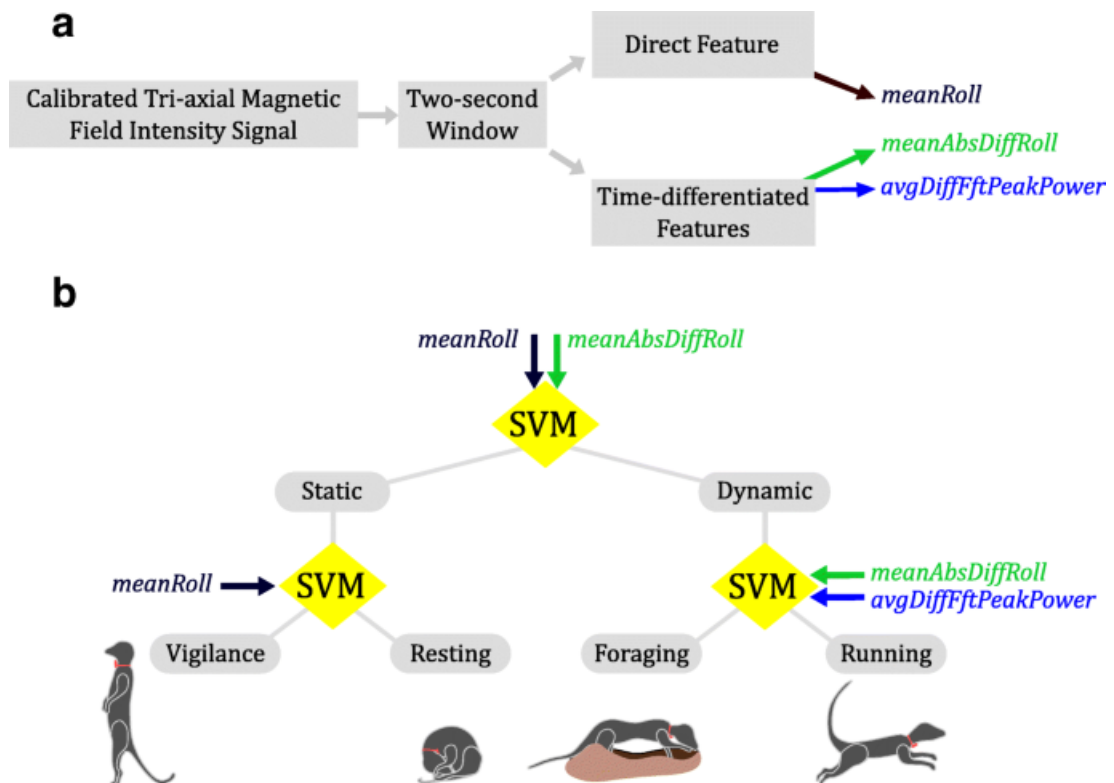 a
Direct Feature
Calibrated Tri-axial Magnetic
Field Intensity Signal
Two-second
Window
meanRoll
meanAbsDiffRoll
avgDiffFftPeakPower
Time-differentiated
Features
b
meanRoll
meanAbsDiffRoll
SVM
Static
Dynamic
meanRoll
SVM
SVM
meanAbsDiffRoll
avgDiffFftPeakPower
Vigilance
Resting
Foraging
Running